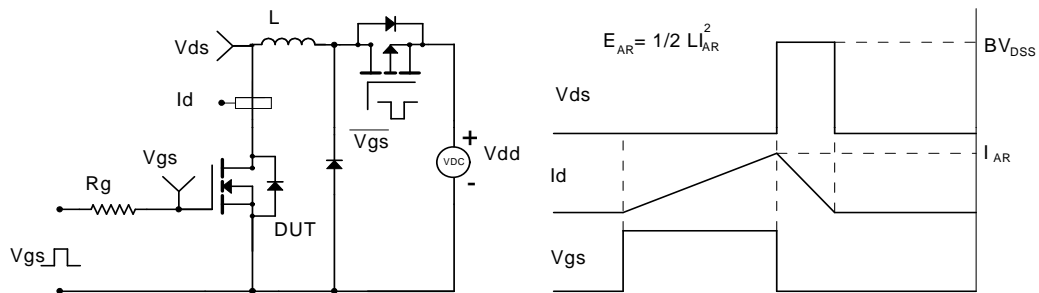 L
Vds
Id
Vgs
Rg
DUT
Vgs
Vgs
+
VDC
Vdd
-
E_AR = 1/2 LI_AR^2
BV_DSS
Vds
I_AR
Id
Vgs